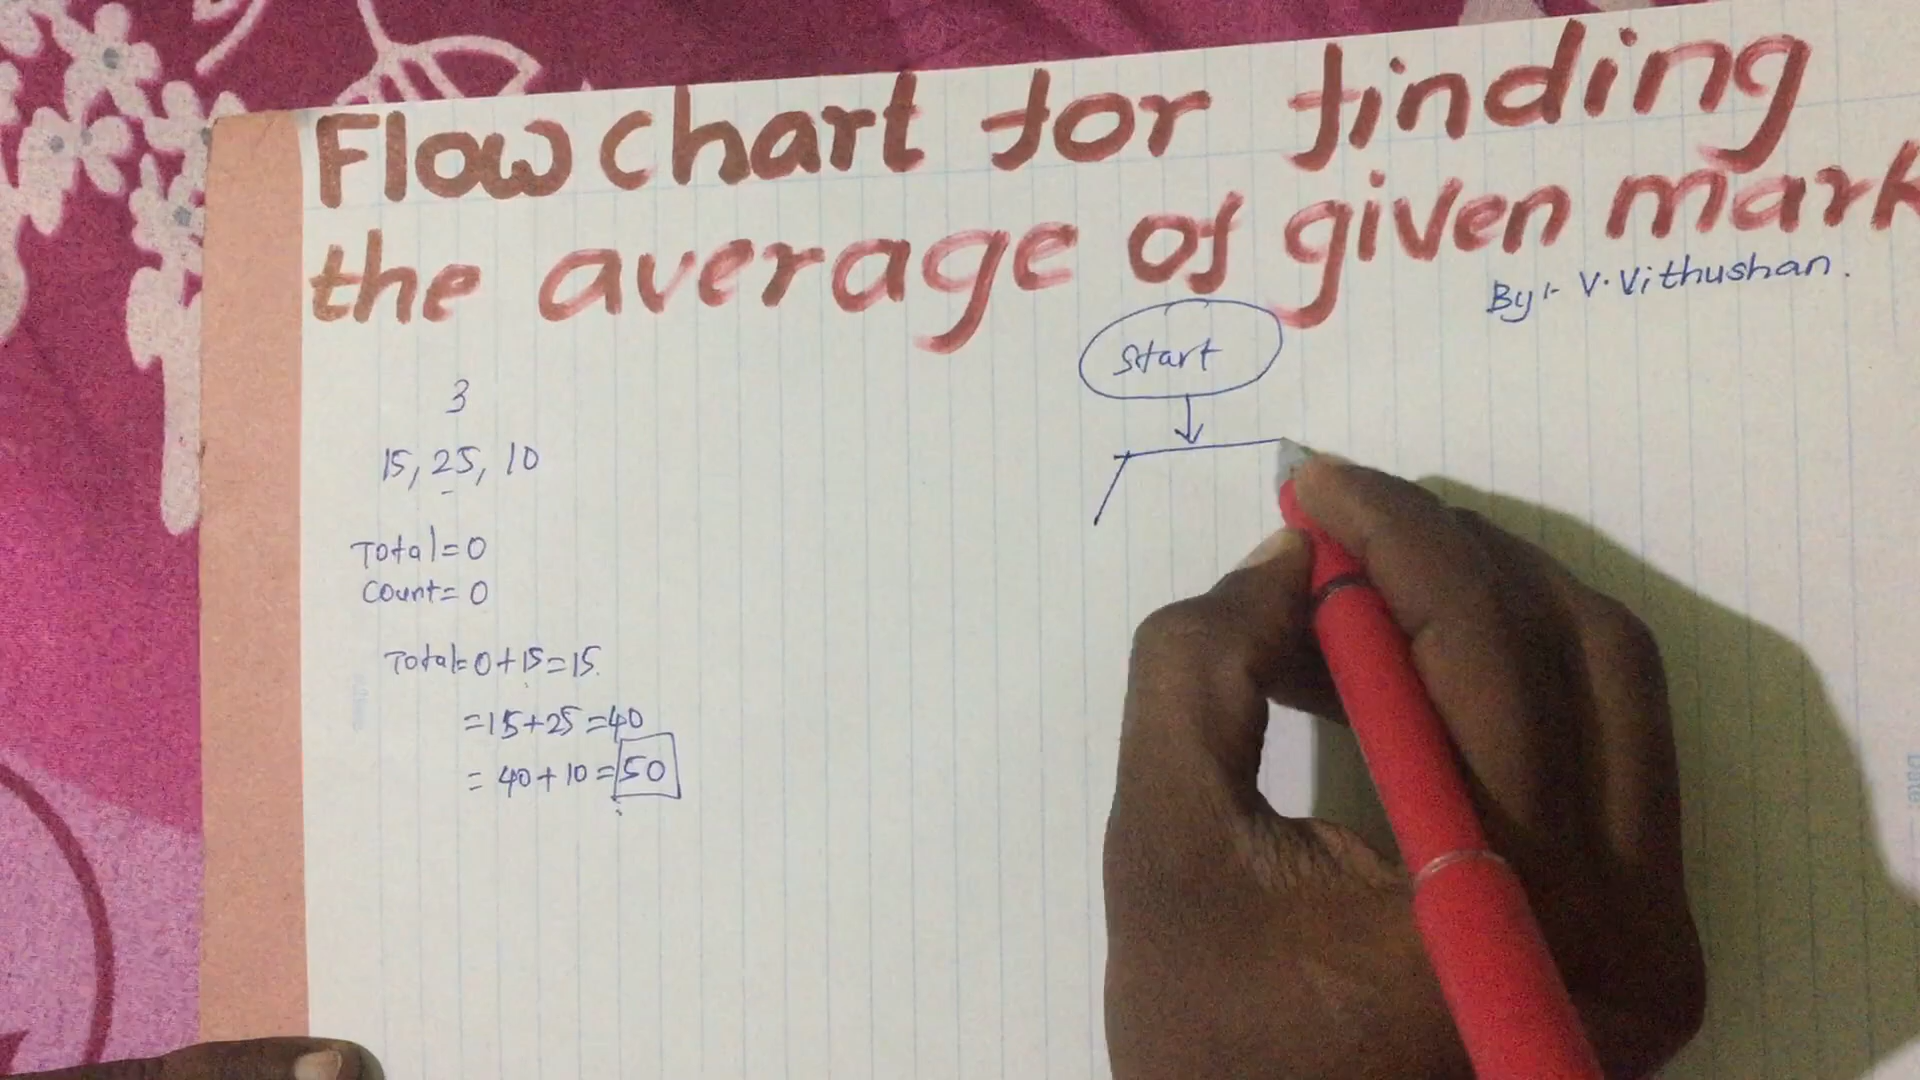 Flow chart for finding
the average of given mark
By:- V. Vithushan.
Start
3
15, 25, 10
Total=0
Count=0
Total=0+15=15
=15+25=40
=40+10=50